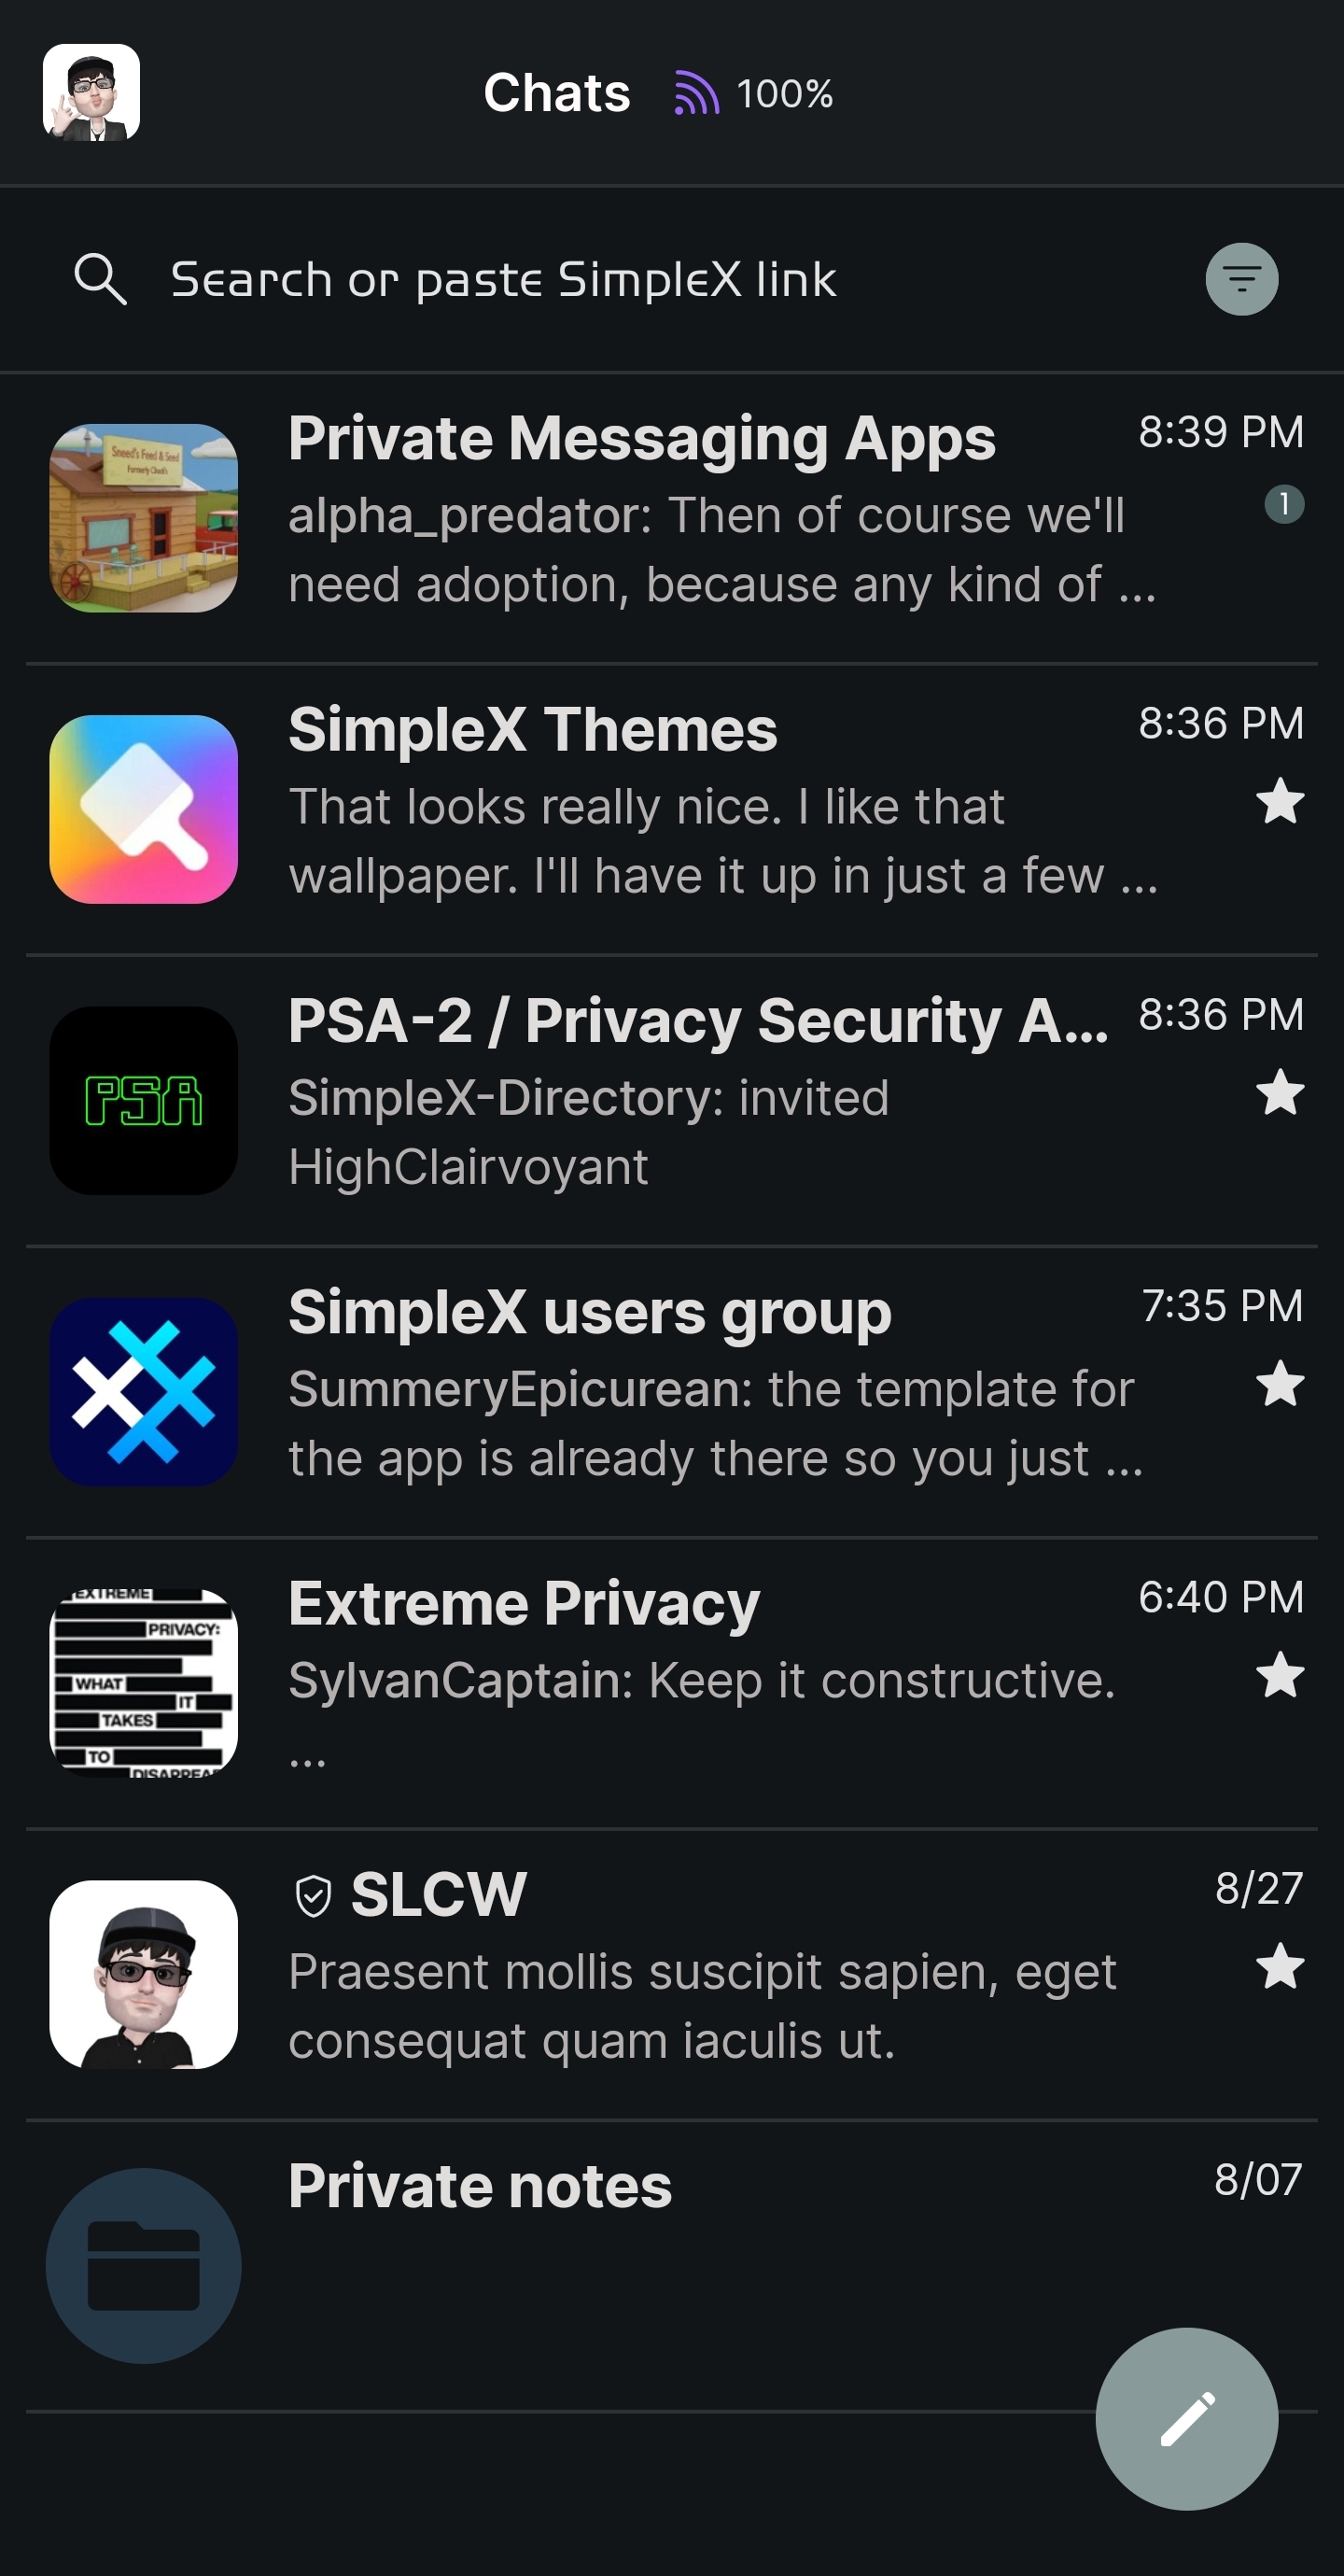 Chats 100%
Search or paste SimpleX link
Sneed's Feed & Seed
Formerly Chuck's
Private Messaging Apps 8:39 PM
alpha_predator: Then of course we'll 1
need adoption, because any kind of ...
SimpleX Themes 8:36 PM
That looks really nice. I like that
wallpaper. I'll have it up in just a few ...
PSA
PSA-2 / Privacy Security A... 8:36 PM
SimpleX-Directory: invited
HighClairvoyant
SimpleX users group 7:35 PM
SummeryEpicurean: the template for
the app is already there so you just ...
EXTREME
PRIVACY:
WHAT
IT
TAKES
TO
DISAPPEA
Extreme Privacy 6:40 PM
SylvanCaptain: Keep it constructive.
...
SLCW 8/27
Praesent mollis suscipit sapien, eget
consequat quam iaculis ut.
Private notes 8/07